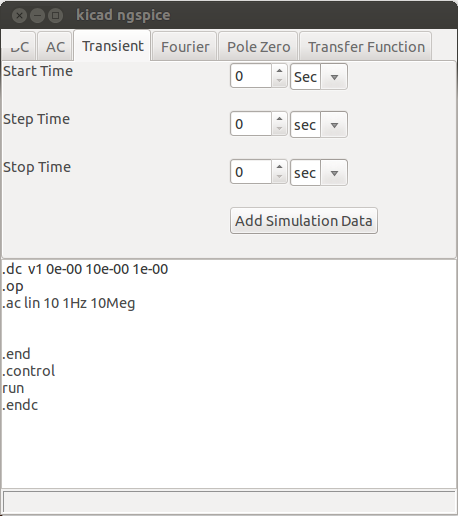 kicad ngspice
DC AC Transient Fourier Pole Zero Transfer Function
Start Time 0 Sec
Step Time 0 sec
Stop Time 0 sec
Add Simulation Data
.dc v1 0e-00 10e-00 1e-00
.op
.ac lin 10 1Hz 10Meg
.end
.control
run
.endc